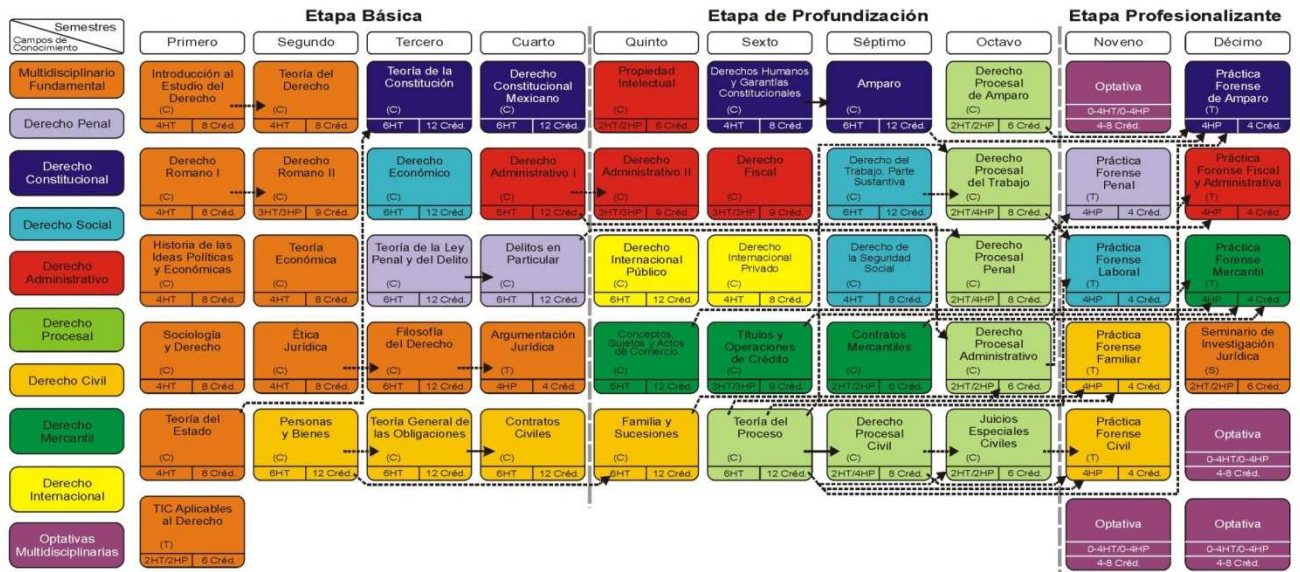 Etapa Básica
Etapa de Profundización
Etapa Profesionalizante
Semestres
Campos de
Conocimiento
Primero
Segundo
Tercero
Cuarto
Quinto
Sexto
Séptimo
Octavo
Noveno
Décimo
Multidisciplinario
Fundamental
Introducción al
Estudio del
Derecho
(C)
4HT
8 Créd.
Teoría del
Derecho
(C)
4HT
8 Créd.
Teoría de la
Constitución
(C)
6HT
12 Créd.
Derecho
Constitucional
Mexicano
(C)
6HT
12 Créd.
Propiedad
Intelectual
(C)
2HT/2HP
6 Créd.
Derechos Humanos
y Garantías
Constitucionales
(C)
4HT
8 Créd.
Amparo
(C)
6HT
12 Créd.
Derecho
Procesal
de Amparo
(C)
2HT/2HP
6 Créd.
Optativa
0-4HT/0-4HP
4-8 Créd.
Práctica
Forense
de Amparo
(T)
4HP
4 Créd.
Derecho Penal
Derecho
Constitucional
Derecho
Romano I
(C)
4HT
8 Créd.
Derecho
Romano II
(C)
3HT/3HP
9 Créd.
Derecho
Económico
(C)
6HT
12 Créd.
Derecho
Administrativo I
(C)
6HT
12 Créd.
Derecho
Administrativo II
(C)
3HT/3HP
9 Créd.
Derecho
Fiscal
(C)
3HT/3HP
9 Créd.
Derecho del
Trabajo. Parte
Sustantiva
(C)
6HT
12 Créd.
Derecho
Procesal
del Trabajo
(C)
2HT/4HP
8 Créd.
Práctica
Forense
Penal
(T)
4HP
4 Créd.
Práctica
Forense Fiscal
y Administrativa
(T)
4HP
4 Créd.
Derecho Social
Derecho
Administrativo
Historia de las
Ideas Políticas
y Económicas
(C)
4HT
8 Créd.
Teoría
Económica
(C)
4HT
8 Créd.
Teoría de la Ley
Penal y del Delito
(C)
6HT
12 Créd.
Delitos en
Particular
(C)
6HT
12 Créd.
Derecho
Internacional
Público
(C)
6HT
12 Créd.
Derecho
Internacional
Privado
(C)
4HT
8 Créd.
Derecho de
la Seguridad
Social
(C)
4HT
8 Créd.
Derecho
Procesal
Penal
(C)
2HT/4HP
8 Créd.
Práctica
Forense
Laboral
(T)
4HP
4 Créd.
Práctica
Forense
Mercantil
(T)
4HP
4 Créd.
Derecho
Procesal
Derecho Civil
Sociología
y Derecho
(C)
4HT
8 Créd.
Ética
Jurídica
(C)
4HT
8 Créd.
Filosofía
del Derecho
(C)
6HT
12 Créd.
Argumentación
Jurídica
(T)
4HP
4 Créd.
Conceptos,
Sujetos y Actos
de Comercio
(C)
6HT
12 Créd.
Títulos y
Operaciones
de Crédito
(C)
3HT/3HP
9 Créd.
Contratos
Mercantiles
(C)
2HT/2HP
6 Créd.
Derecho
Procesal
Administrativo
(C)
2HT/2HP
6 Créd.
Práctica
Forense
Familiar
(T)
4HP
4 Créd.
Seminario de
Investigación
Jurídica
(S)
2HT/2HP
6 Créd.
Derecho
Mercantil
Teoría del
Estado
(C)
4HT
8 Créd.
Personas
y Bienes
(C)
6HT
12 Créd.
Teoría General de
las Obligaciones
(C)
6HT
12 Créd.
Contratos
Civiles
(C)
6HT
12 Créd.
Familia y
Sucesiones
(C)
6HT
12 Créd.
Teoría del
Proceso
(C)
6HT
12 Créd.
Derecho
Procesal
Civil
(C)
2HT/4HP
8 Créd.
Juicios
Especiales
Civiles
(C)
2HT/2HP
6 Créd.
Práctica
Forense
Civil
(T)
4HP
4 Créd.
Optativa
0-4HT/0-4HP
4-8 Créd.
Derecho
Internacional
Optativas
Multidisciplinarias
TIC Aplicables
al Derecho
(T)
2HT/2HP
6 Créd.
Optativa
0-4HT/0-4HP
4-8 Créd.
Optativa
0-4HT/0-4HP
4-8 Créd.